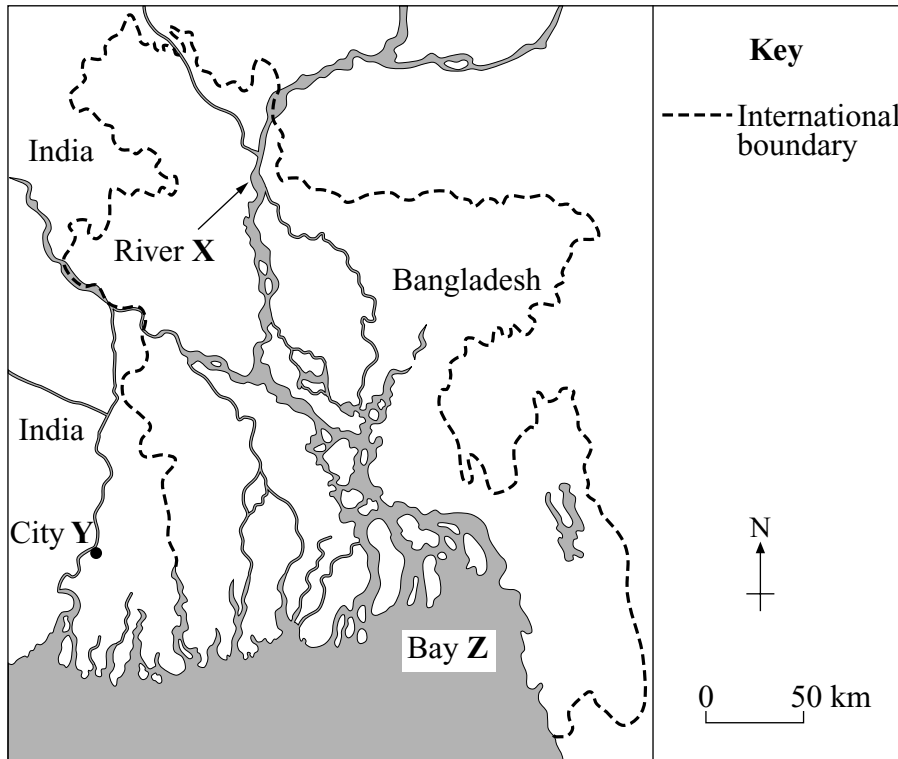 Key
International
boundary
India
River X
Bangladesh
India
City Y
N
Bay Z
0 50 km